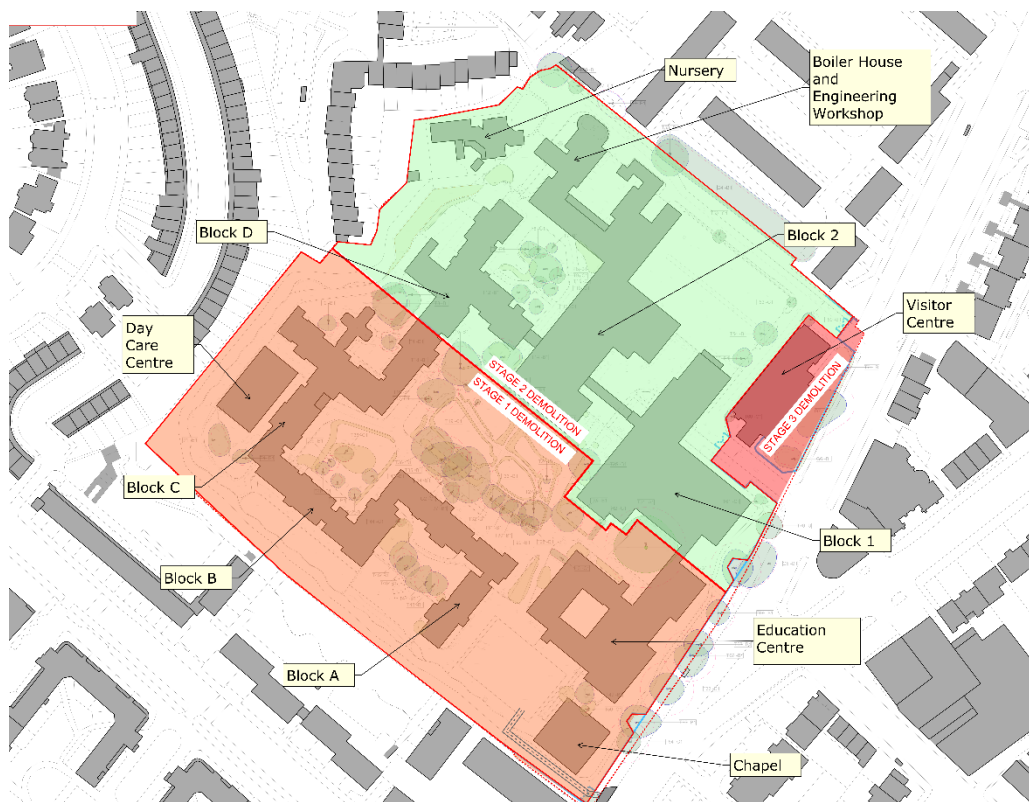 Nursery
Boiler House
and
Engineering
Workshop
Block D
Block 2
Visitor
Centre
Day
Care
Centre
STAGE 2 DEMOLITION
STAGE 1 DEMOLITION
STAGE 3 DEMOLITION
Block C
Block 1
Block B
Education
Centre
Block A
Chapel